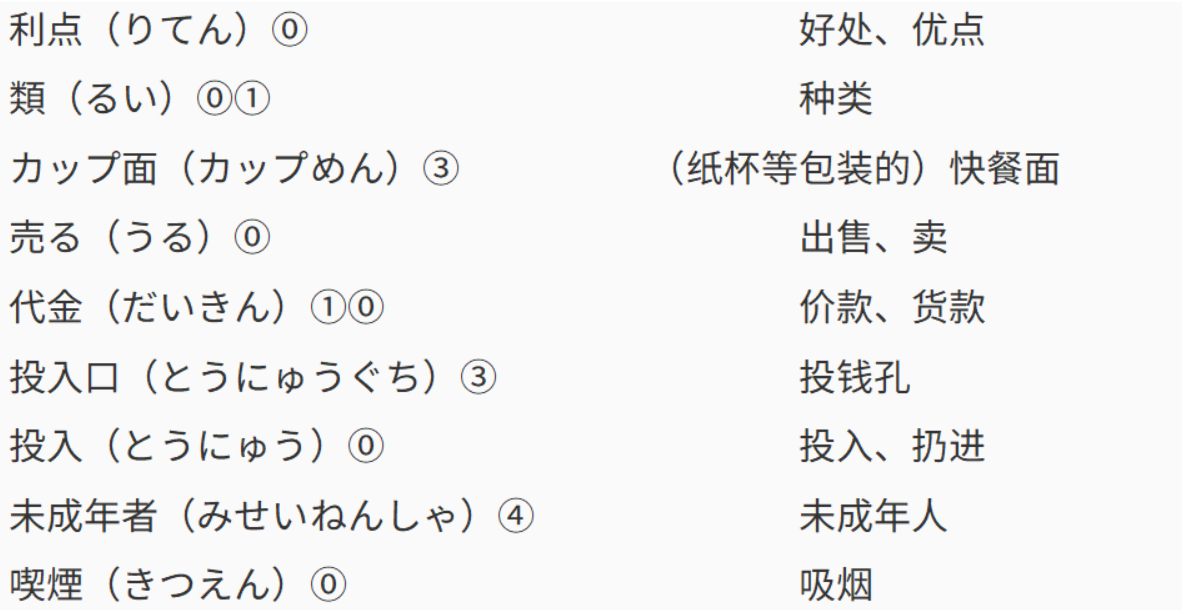 利点（りてん）⓪ 好处、优点
類（るい）⓪① 种类
カップ面（カップめん）③ （纸杯等包装的）快餐面
売る（うる）⓪ 出售、卖
代金（だいきん）①⓪ 价款、货款
投入口（とうにゅうぐち）③ 投钱孔
投入（とうにゅう）⓪ 投入、扔进
未成年者（みせいねんしゃ）④ 未成年人
喫煙（きつえん）⓪ 吸烟